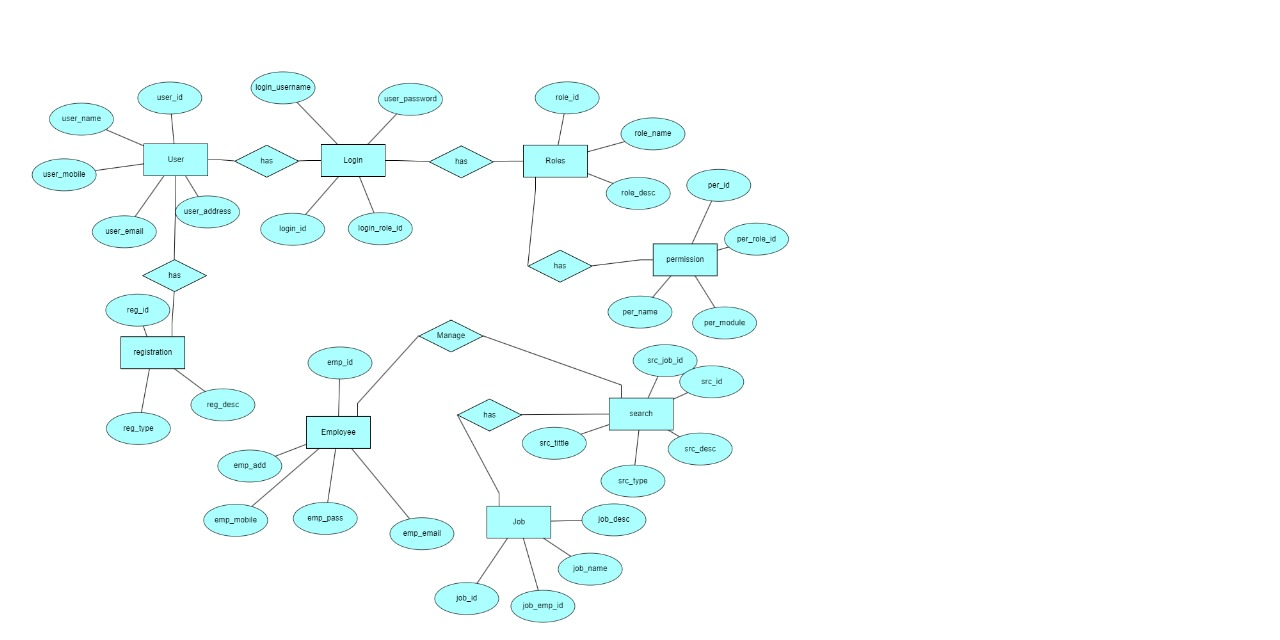 login_username
user_id
user_password
role_id
user_name
role_name
User
has
Login
has
Roles
user_mobile
per_id
role_desc
user_address
user_email
login_id
login_role_id
per_role_id
permission
has
has
reg_id
per_name
per_module
Manage
registration
emp_id
src_job_id
src_id
reg_desc
has
search
reg_type
Employee
src_tittle
src_desc
emp_add
src_type
emp_mobile
emp_pass
Job
job_desc
emp_email
job_name
job_id
job_emp_id